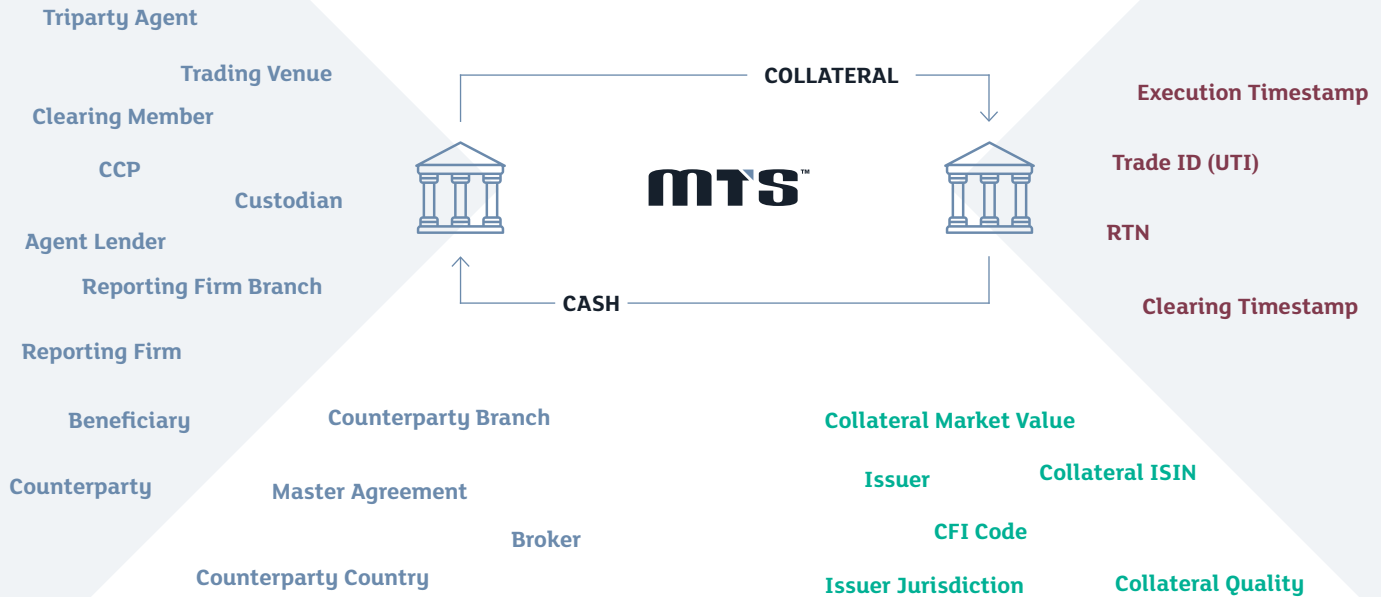 Triparty Agent
Trading Venue
Clearing Member
CCP
Custodian
Agent Lender
Reporting Firm Branch
Reporting Firm
Beneficiary
Counterparty
Counterparty Branch
Master Agreement
Broker
Counterparty Country
COLLATERAL
MTS™
CASH
Execution Timestamp
Trade ID (UTI)
RTN
Clearing Timestamp
Collateral Market Value
Issuer
Collateral ISIN
CFI Code
Issuer Jurisdiction
Collateral Quality